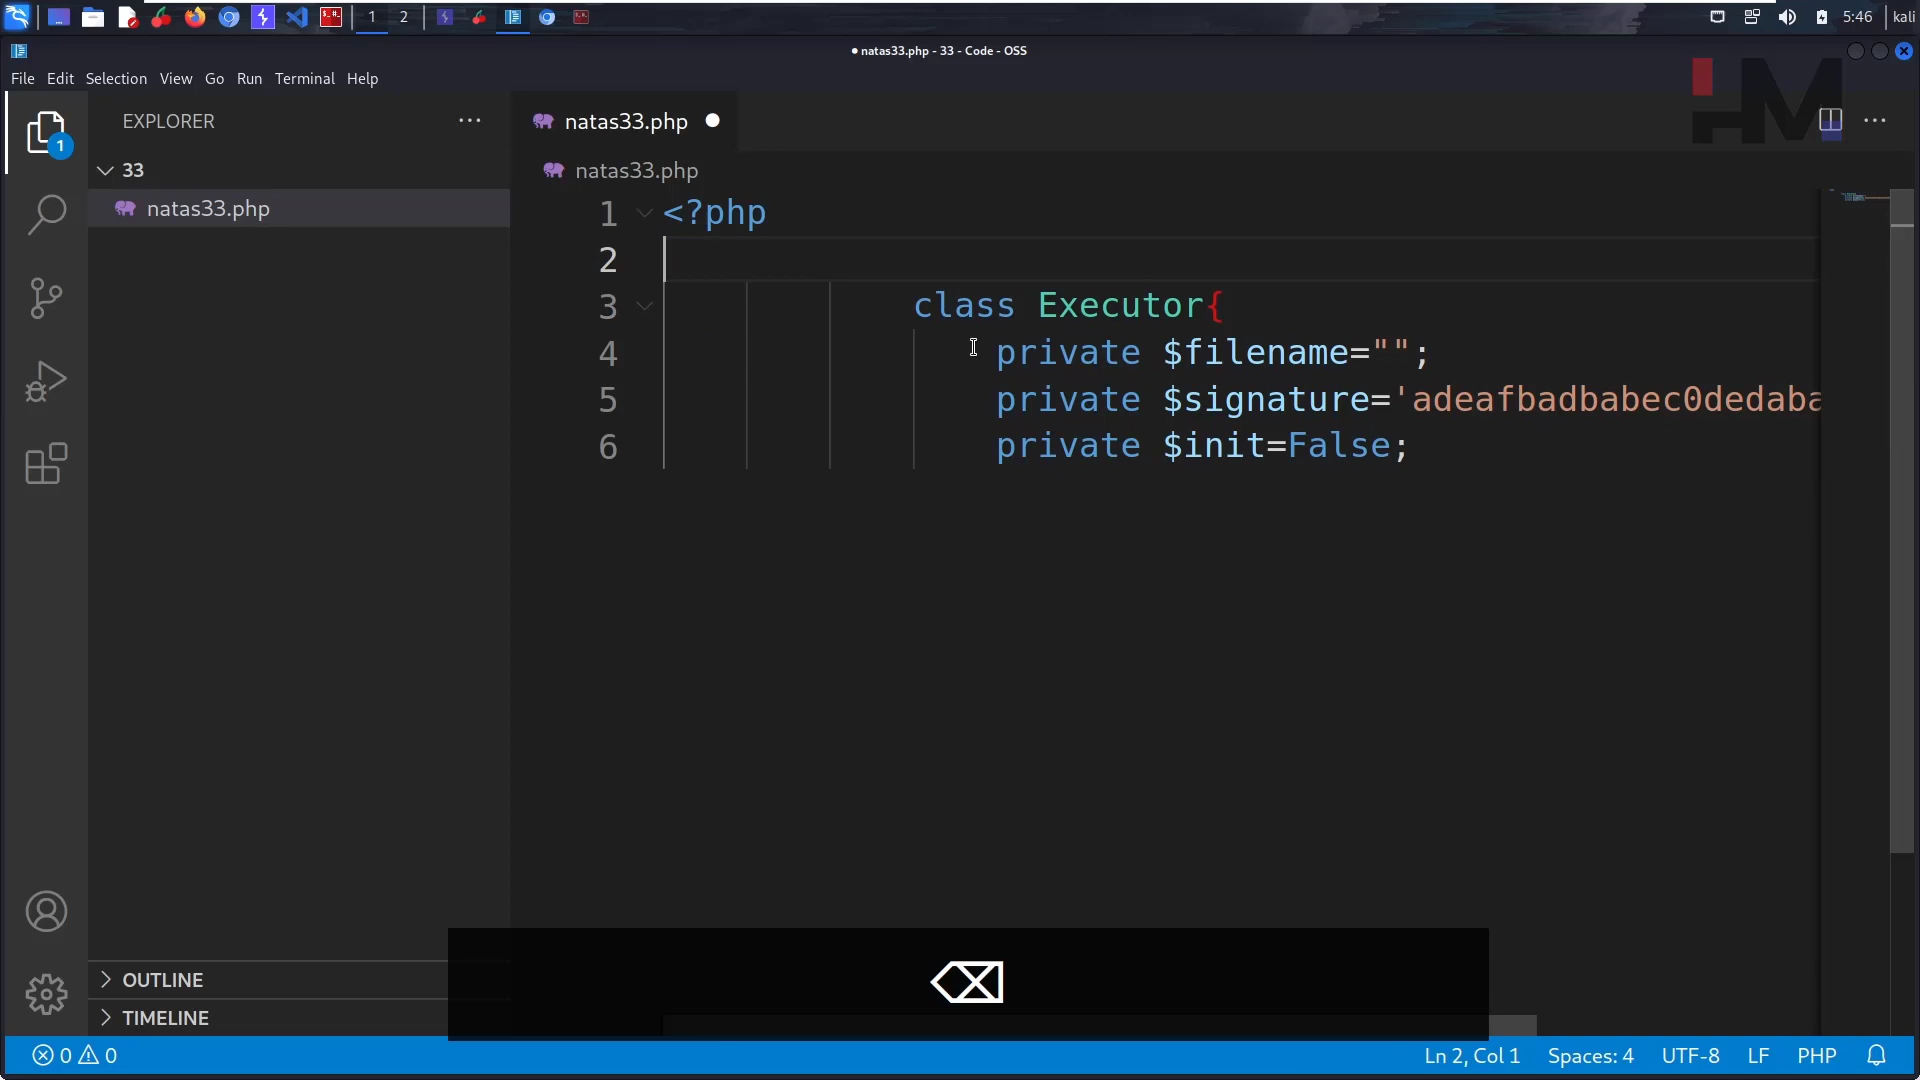 1 2 5:46 kali
natas33.php - 33 - Code - OSS
File Edit Selection View Go Run Terminal Help
HM
EXPLORER
natas33.php
1
33
natas33.php
natas33.php
1 <?php
2
3 class Executor{
4 private $filename="";
5 private $signature='adeafbadbabec0dedaba
6 private $init=False;
OUTLINE
TIMELINE
0 0 Ln 2, Col 1 Spaces: 4 UTF-8 LF PHP